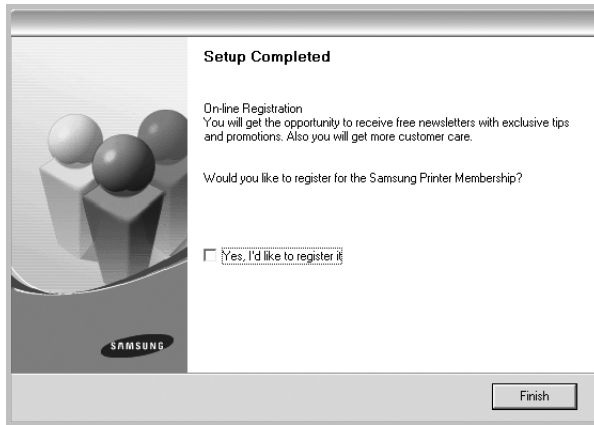 Setup Completed
On-line Registration
You will get the opportunity to receive free newsletters with exclusive tips
and promotions. Also you will get more customer care.
Would you like to register for the Samsung Printer Membership?
Yes, I'd like to register it
SAMSUNG
Finish